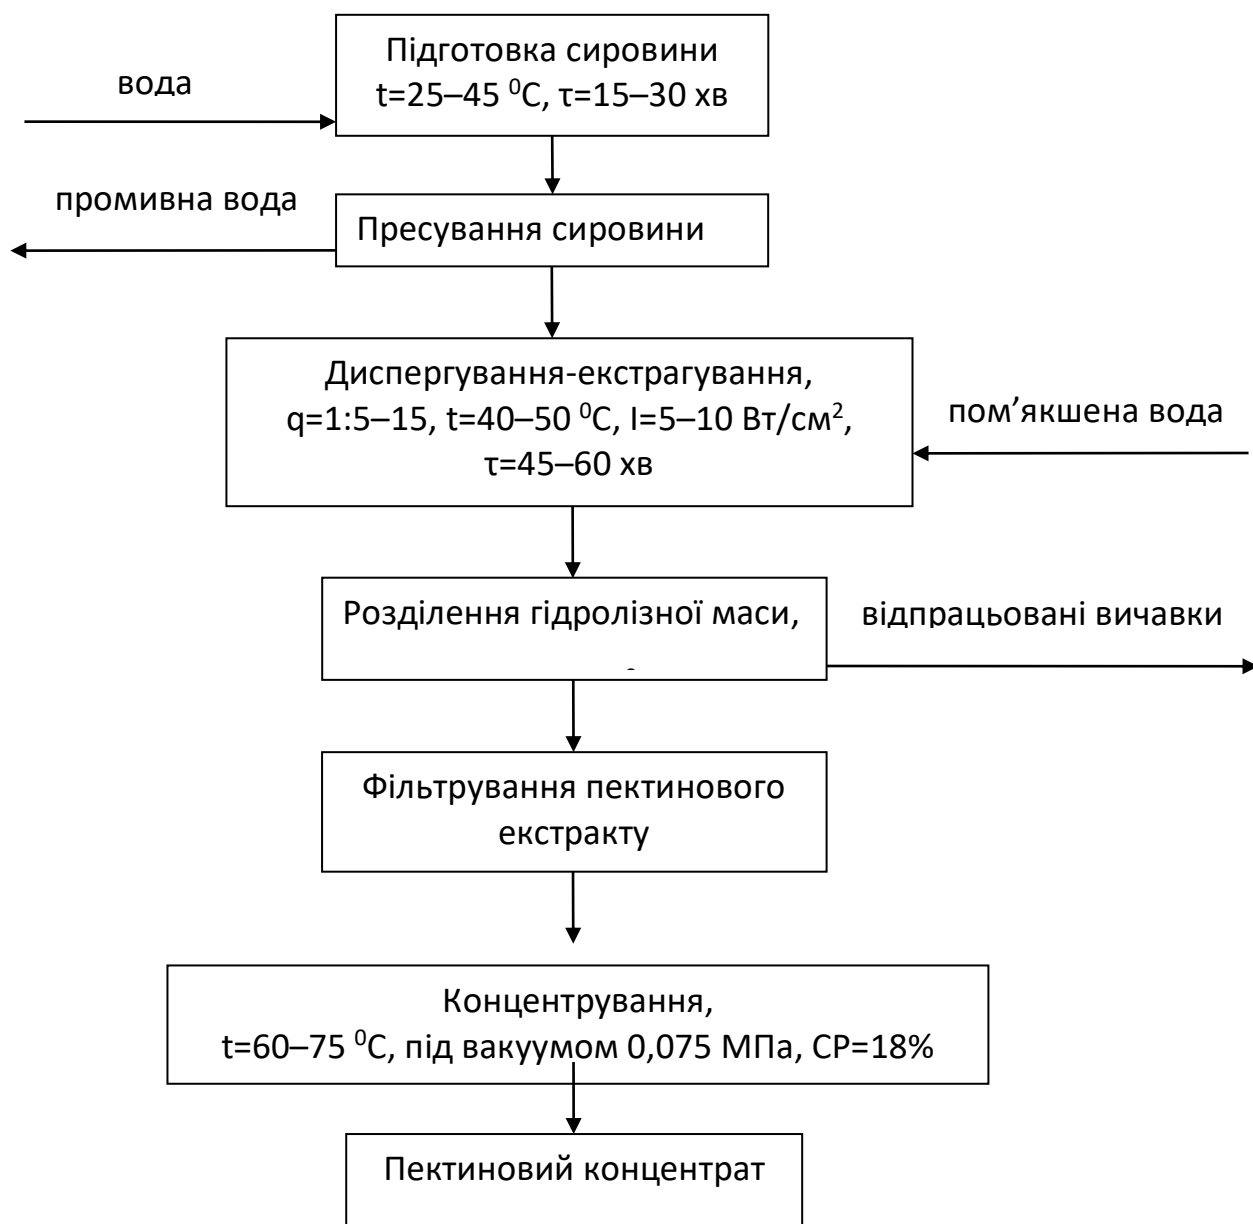 Підготовка сировини
t=25–45 ⁰С, τ=15–30 хв
вода
промивна вода
Пресування сировини
Диспергування-екстрагування,
q=1:5–15, t=40–50 ⁰С, I=5–10 Вт/см²,
τ=45–60 хв
пом’якшена вода
Розділення гідролізної маси,
відпрацьовані вичавки
Фільтрування пектинового
екстракту
Концентрування,
t=60–75 ⁰С, під вакуумом 0,075 МПа, СР=18%
Пектиновий концентрат